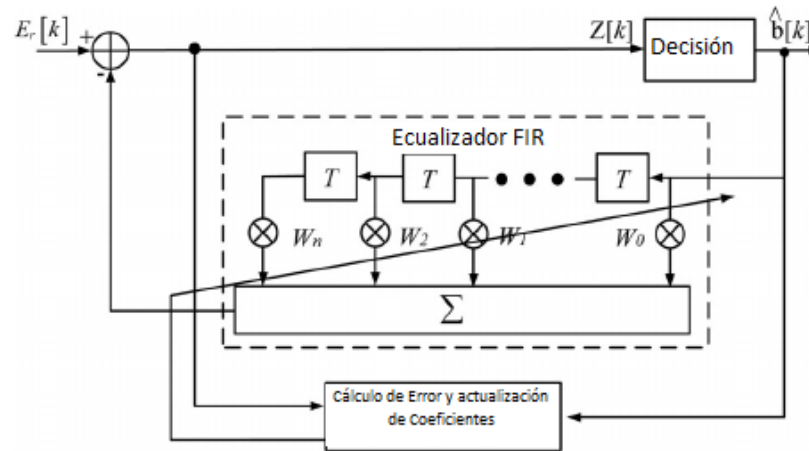 E_r[k]
+
-
Z[k]
Decisión
b̂[k]
Ecualizador FIR
T
T
T
W_n
W_2
W_1
W_0
Σ
Cálculo de Error y actualización
de Coeficientes